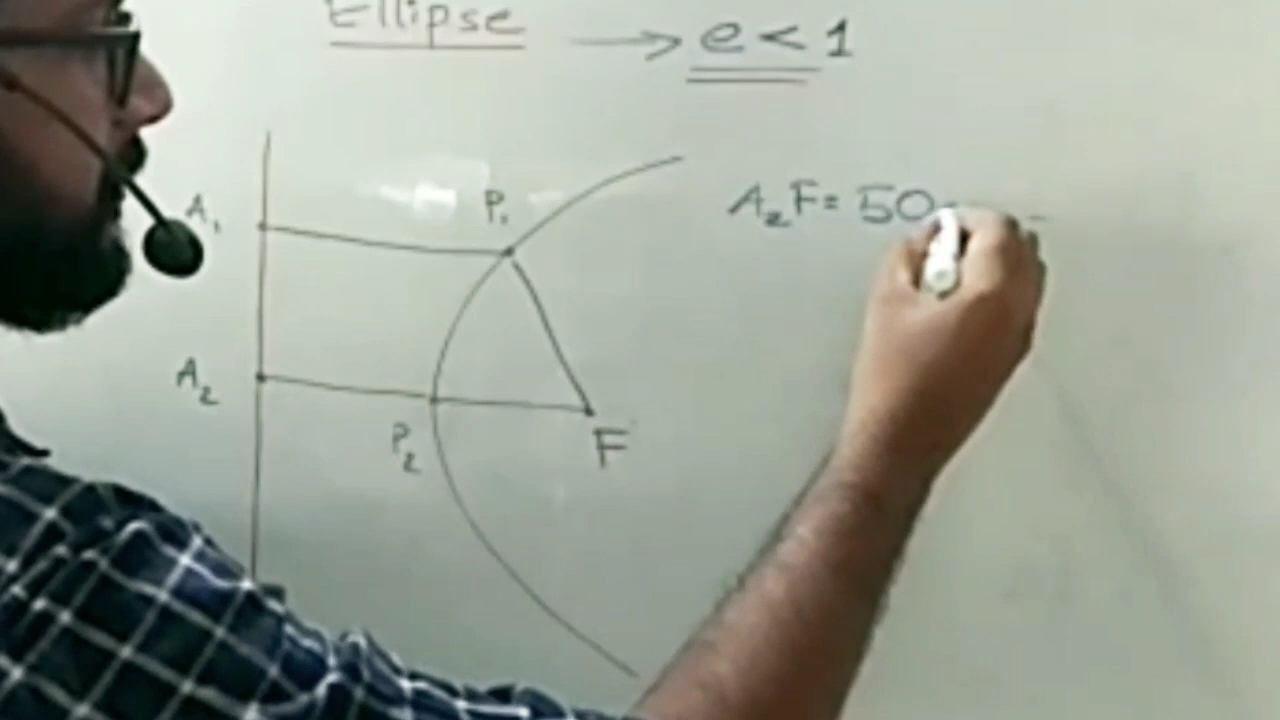 Ellipse → e < 1
A₁
P₁
A₂F = 50
A₂
P₂
F